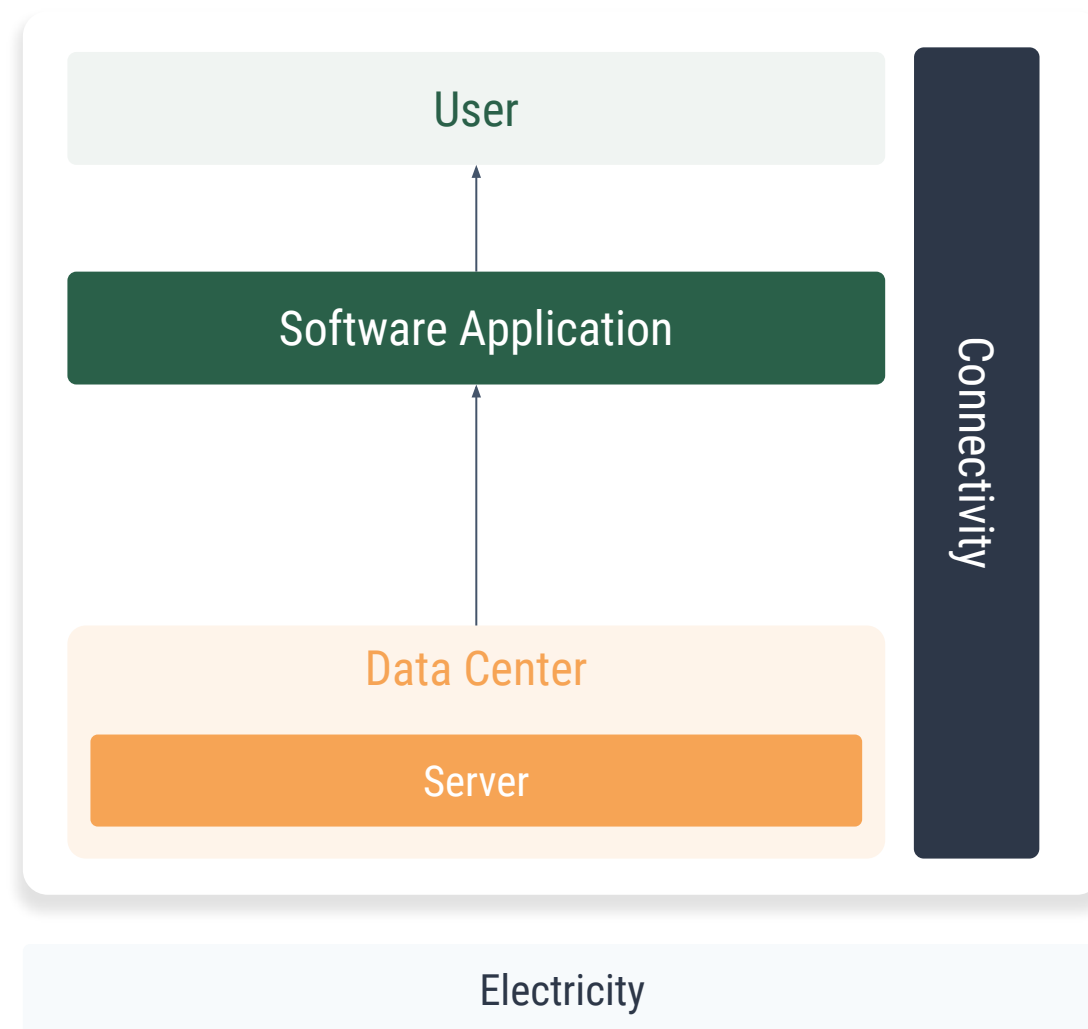 User
Software Application
Connectivity
Data Center
Server
Electricity